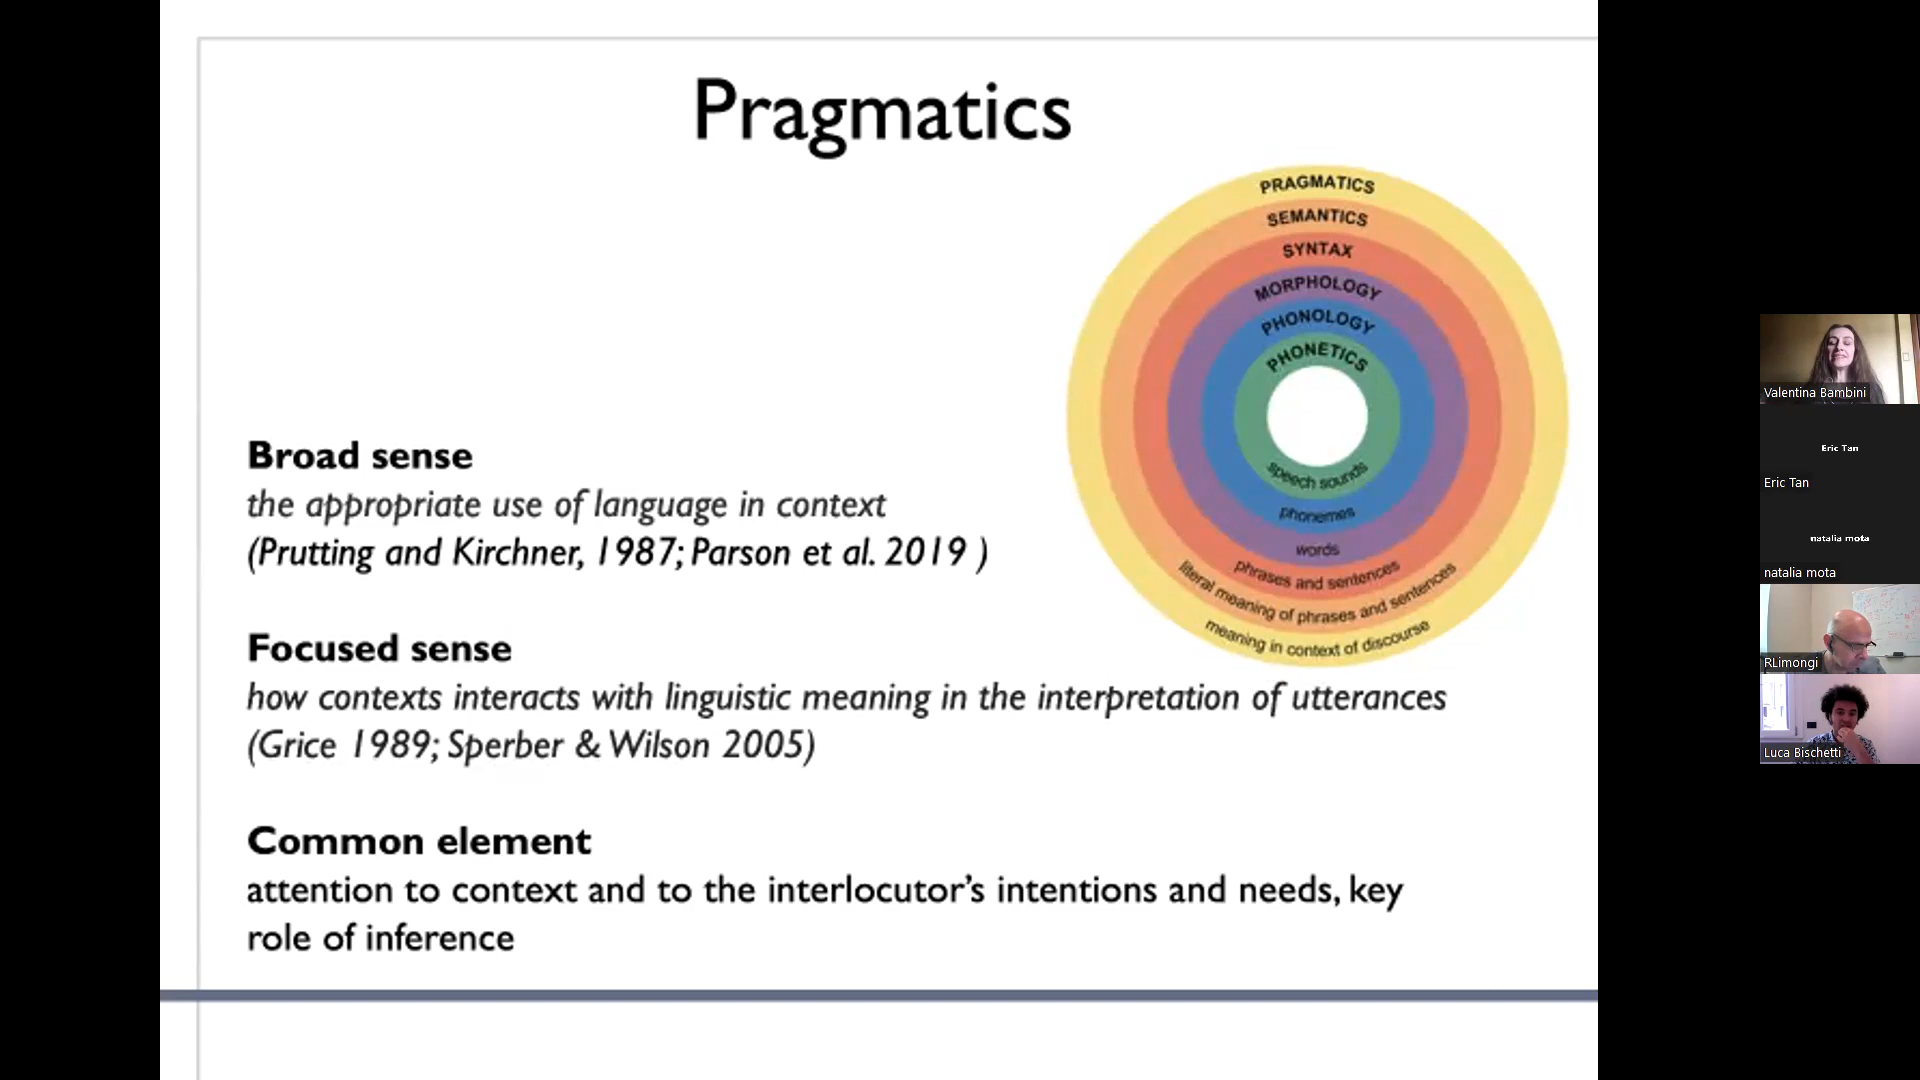 Pragmatics
PRAGMATICS
SEMANTICS
SYNTAX
MORPHOLOGY
PHONOLOGY
PHONETICS
speech sounds
phonemes
words
phrases and sentences
literal meaning of phrases and sentences
meaning in context of discourse
Broad sense
the appropriate use of language in context
(Prutting and Kirchner, 1987; Parson et al. 2019 )
Focused sense
how contexts interacts with linguistic meaning in the interpretation of utterances
(Grice 1989; Sperber & Wilson 2005)
Common element
attention to context and to the interlocutor’s intentions and needs, key
role of inference
Valentina Bambini
Eric Tan
Eric Tan
natalia mota
natalia mota
RLimongi
Luca Bischetti